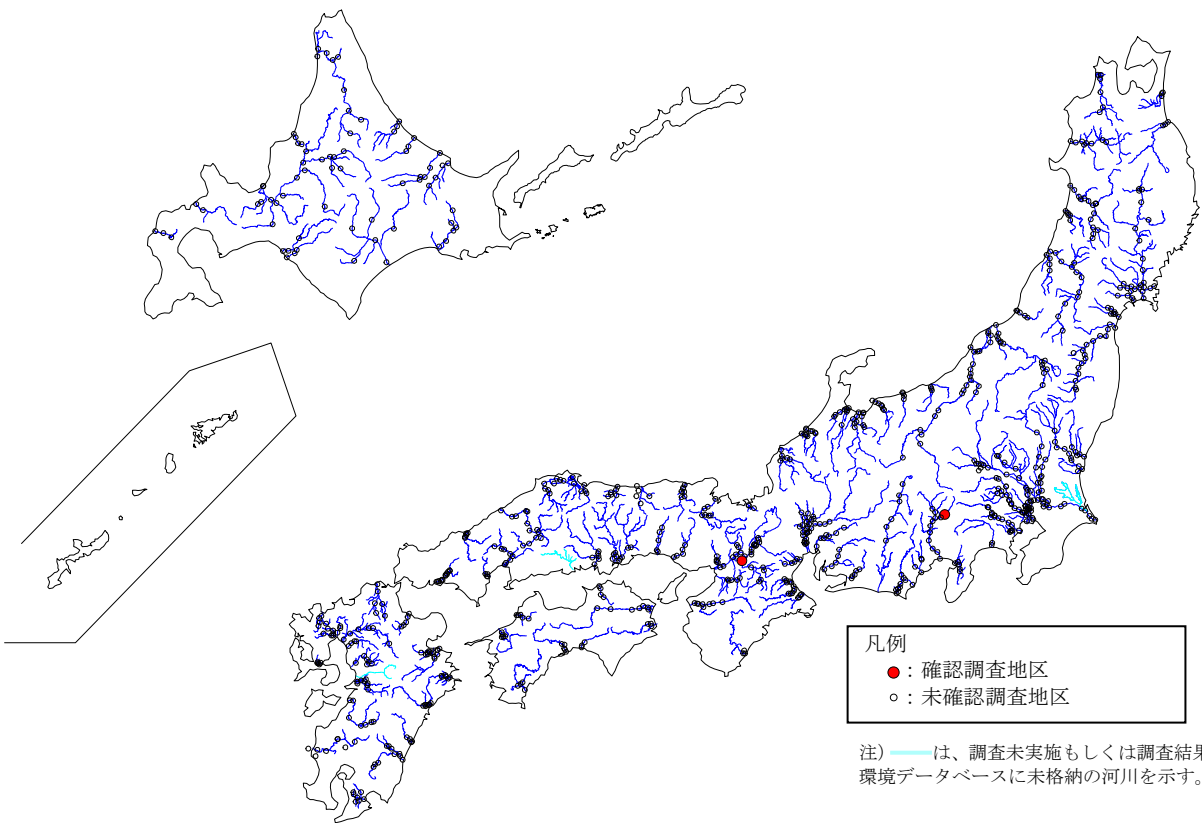 凡例
●：確認調査地区
○：未確認調査地区
注）━━は、調査未実施もしくは調査結果
環境データベースに未格納の河川を示す。